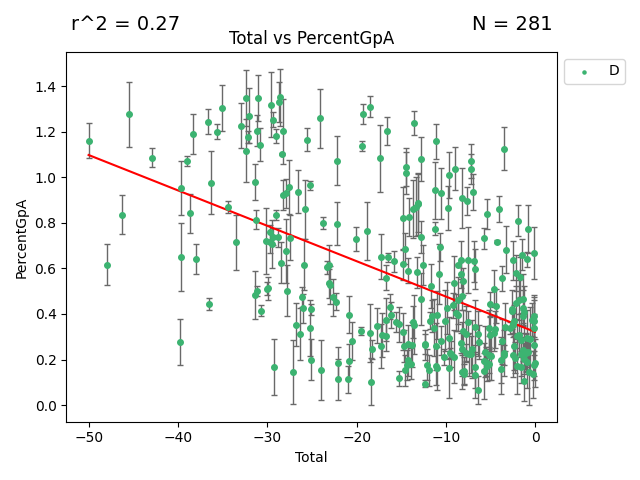 r^2 = 0.27 N = 281
Total vs PercentGpA
D
PercentGpA
1.4
1.2
1.0
0.8
0.6
0.4
0.2
0.0
−50 −40 −30 −20 −10 0
Total